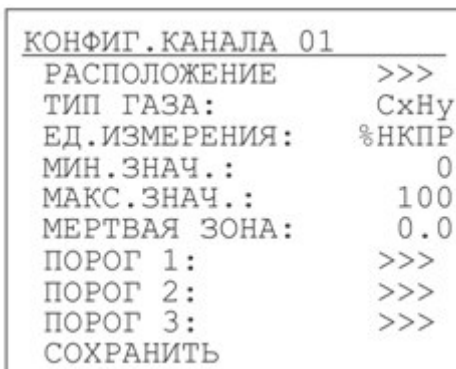 КОНФИГ.КАНАЛА 01
РАСПОЛОЖЕНИЕ >>>
ТИП ГАЗА: CxHy
ЕД.ИЗМЕРЕНИЯ: %НКПР
МИН.ЗНАЧ.: 0
МАКС.ЗНАЧ.: 100
МЕРТВАЯ ЗОНА: 0.0
ПОРОГ 1: >>>
ПОРОГ 2: >>>
ПОРОГ 3: >>>
СОХРАНИТЬ